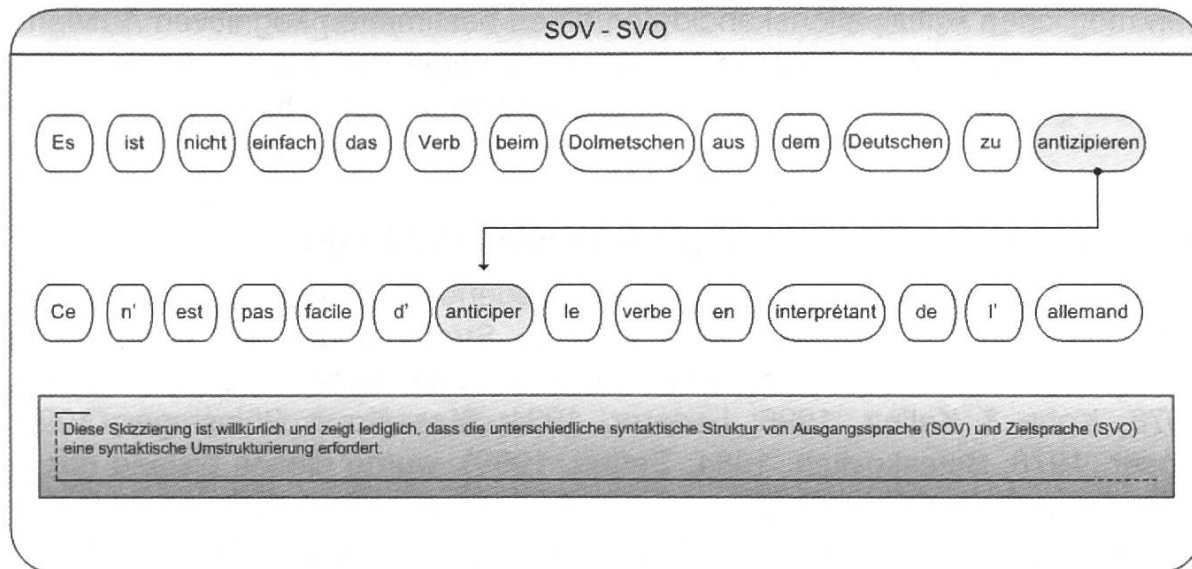 SOV - SVO
Es ist nicht einfach das Verb beim Dolmetschen aus dem Deutschen zu antizipieren
Ce n' est pas facile d' anticiper le verbe en interprétant de l' allemand
Diese Skizzierung ist willkürlich und zeigt lediglich, dass die unterschiedliche syntaktische Struktur von Ausgangssprache (SOV) und Zielsprache (SVO)
eine syntaktische Umstrukturierung erfordert.